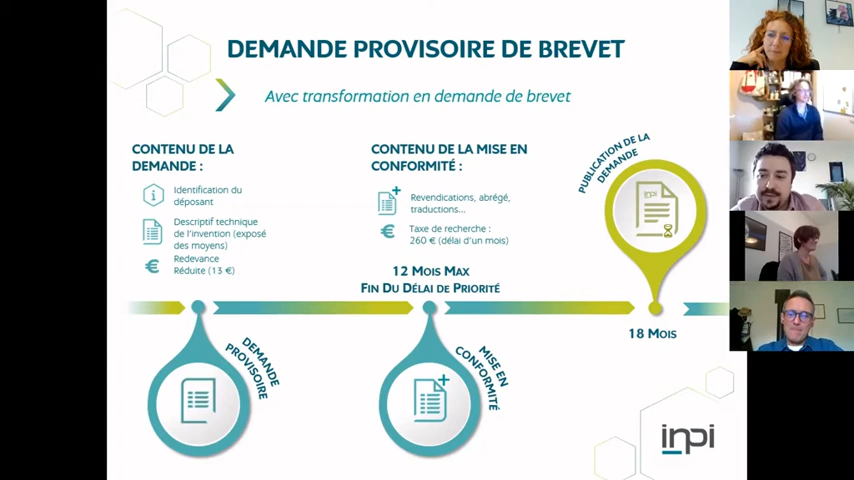 DEMANDE PROVISOIRE DE BREVET
Avec transformation en demande de brevet
CONTENU DE LA
DEMANDE :
Identification du
déposant
Descriptif technique
de l'invention (exposé
des moyens)
Redevance
Réduite (13 €)
CONTENU DE LA MISE EN
CONFORMITÉ :
Revendications, abrégé,
traductions...
Taxe de recherche :
260 € (délai d'un mois)
12 MOIS MAX
FIN DU DÉLAI DE PRIORITÉ
PUBLICATION DE LA
DEMANDE
inpi
18 MOIS
DEMANDE
PROVISOIRE
MISE EN
CONFORMITÉ
inpi